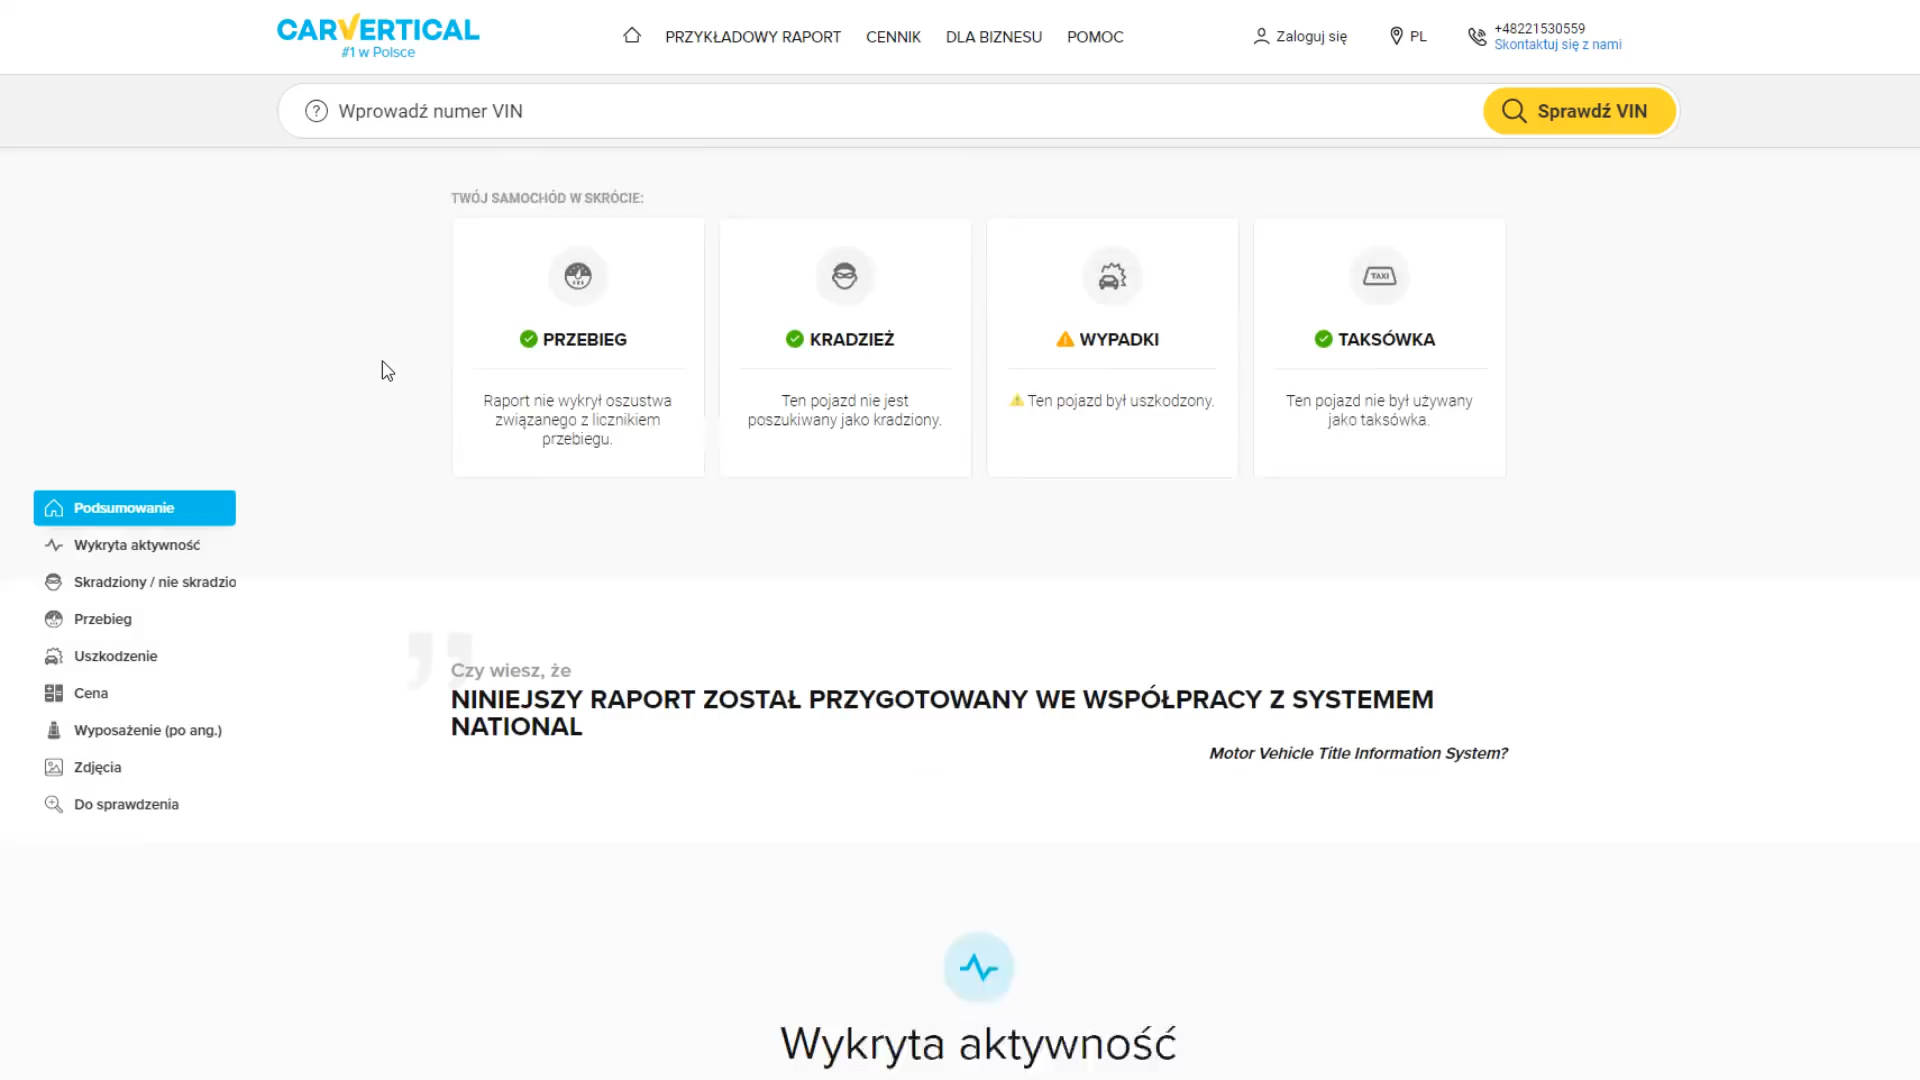 CARVERTICAL
#1 w Polsce
PRZYKŁADOWY RAPORT
CENNIK
DLA BIZNESU
POMOC
Zaloguj się
PL
+48221530559
Skontaktuj się z nami
Wprowadź numer VIN
Sprawdź VIN
TWÓJ SAMOCHÓD W SKRÓCIE:
PRZEBIEG
Raport nie wykrył oszustwa
związanego z licznikiem
przebiegu.
KRADZIEŻ
Ten pojazd nie jest
poszukiwany jako kradziony.
WYPADKI
Ten pojazd był uszkodzony.
TAXI
TAKSÓWKA
Ten pojazd nie był używany
jako taksówka.
Podsumowanie
Wykryta aktywność
Skradziony / nie skradzio
Przebieg
Uszkodzenie
Cena
Wyposażenie (po ang.)
Zdjęcia
Do sprawdzenia
Czy wiesz, że
NINIEJSZY RAPORT ZOSTAŁ PRZYGOTOWANY WE WSPÓŁPRACY Z SYSTEMEM
NATIONAL
Motor Vehicle Title Information System?
Wykryta aktywność